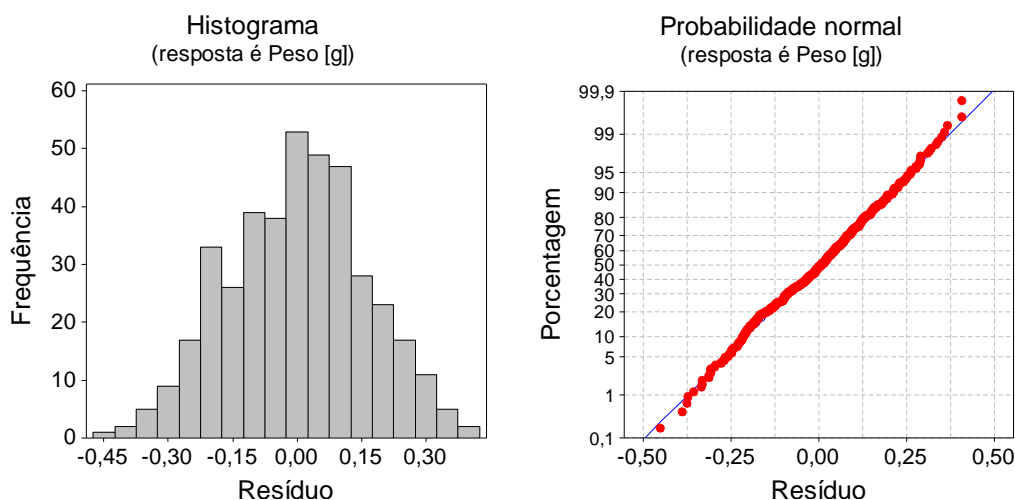 Histograma
(resposta é Peso [g])
60
50
40
30
20
10
0
Frequência
-0,45 -0,30 -0,15 0,00 0,15 0,30
Resíduo
Probabilidade normal
(resposta é Peso [g])
99,9
99
95
90
80
70
60
50
40
30
20
10
5
1
0,1
Porcentagem
-0,50 -0,25 0,00 0,25 0,50
Resíduo